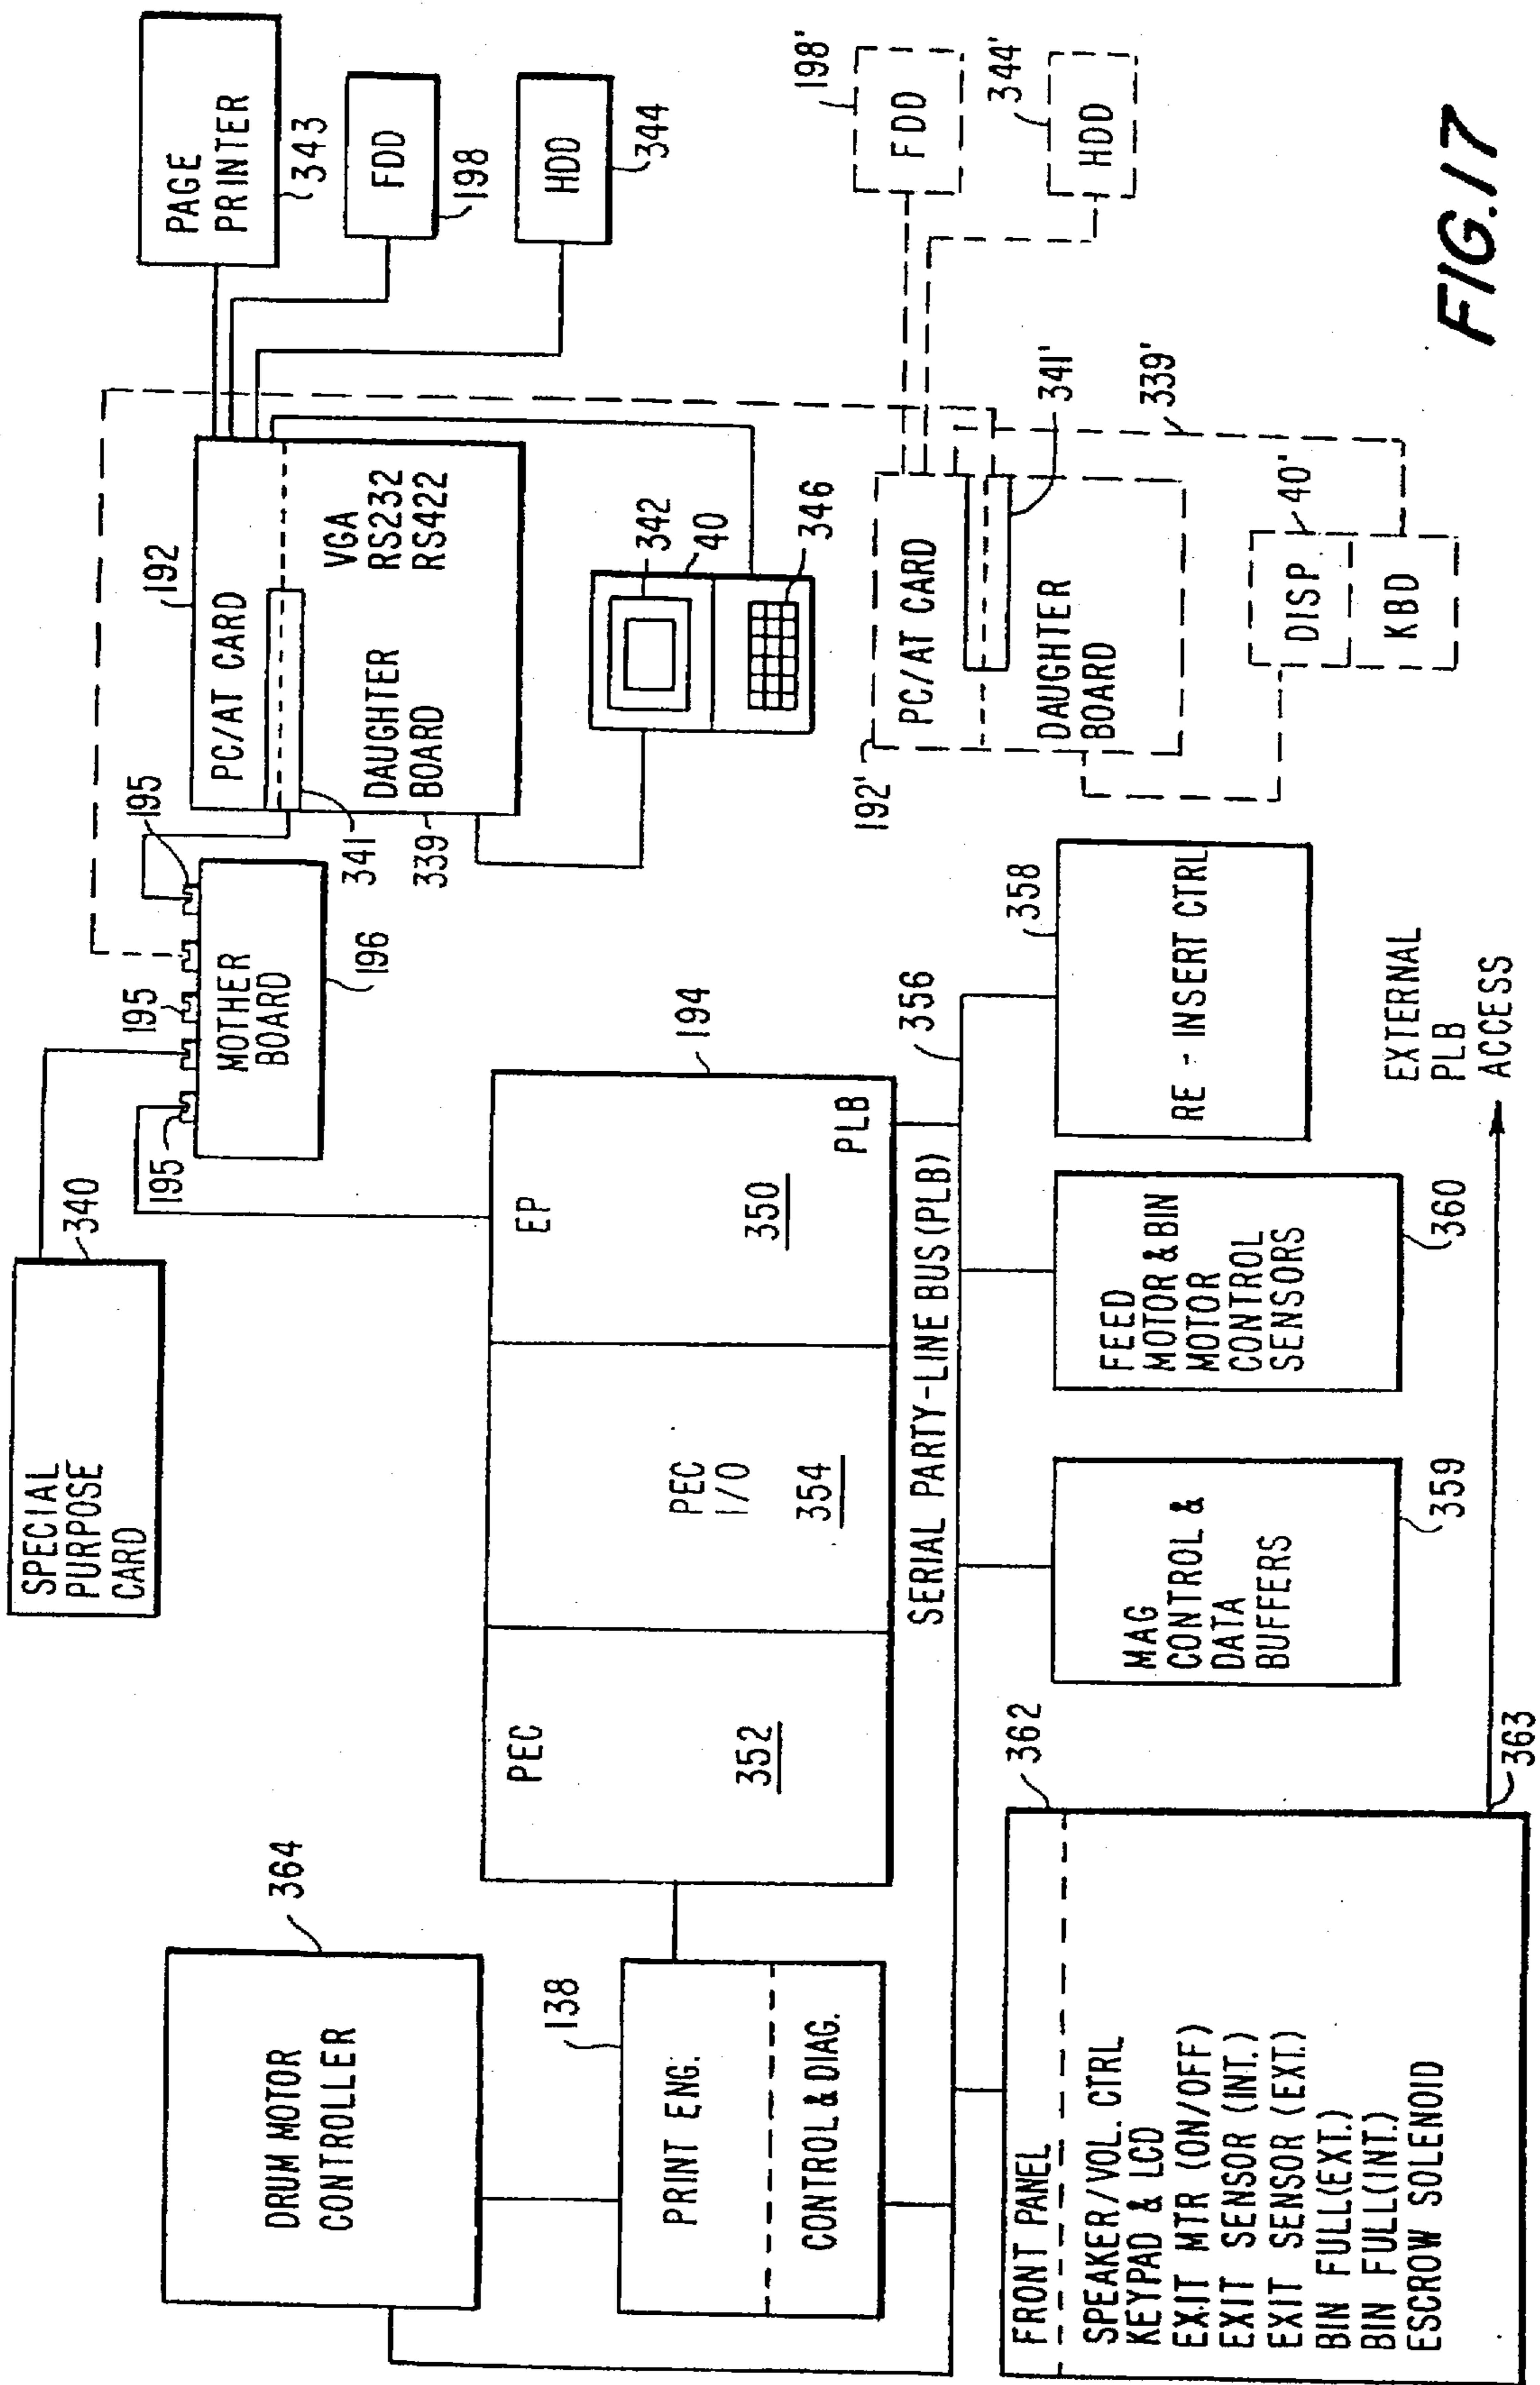 SPECIAL
PURPOSE
CARD
340
195
195
195
MOTHER
BOARD
196
192
PC/AT CARD
DAUGHTER
BOARD
VGA
RS232
RS422
341
339
PAGE
PRINTER
343
FDD
198
HDD
344
342
40
346
192'
PC/AT CARD
DAUGHTER
BOARD
341'
339'
FDD
198'
HDD
344'
DISP
40'
KBD
DRUM MOTOR
CONTROLLER
364
138
PRINT ENG.
CONTROL & DIAG.
PEC
352
PEC
I/O
354
EP
350
PLB
194
SERIAL PARTY-LINE BUS (PLB)
356
FRONT PANEL
362
SPEAKER/VOL. CTRL
KEYPAD & LCD
EXIT MTR (ON/OFF)
EXIT SENSOR (INT.)
EXIT SENSOR (EXT.)
BIN FULL(EXT.)
BIN FULL(INT.)
ESCROW SOLENOID
363
MAG
CONTROL &
DATA
BUFFERS
359
FEED
MOTOR & BIN
MOTOR
CONTROL
SENSORS
360
358
RE - INSERT CTRL
EXTERNAL
PLB
ACCESS
FIG.17